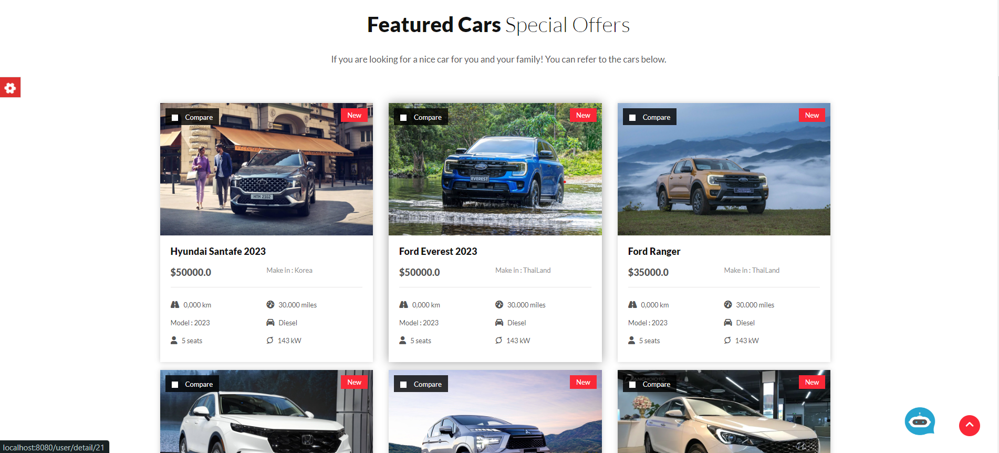 Featured Cars Special Offers
If you are looking for a nice car for you and your family! You can refer to the cars below.
Compare
New
HTM 2102
Compare
New
EVEREST
Compare
New
Ford Ranger
Hyundai Santafe 2023
$50000.0
Make in : Korea
0,000 km
30.000 miles
Model : 2023
Diesel
5 seats
143 kW
Ford Everest 2023
$50000.0
Make in : ThaiLand
0,000 km
30.000 miles
Model : 2023
Diesel
5 seats
143 kW
Ford Ranger
$35000.0
Make in : ThaiLand
0,000 km
30.000 miles
Model : 2023
Diesel
5 seats
143 kW
Compare
New
Compare
New
Compare
New
localhost:8080/user/detail/21